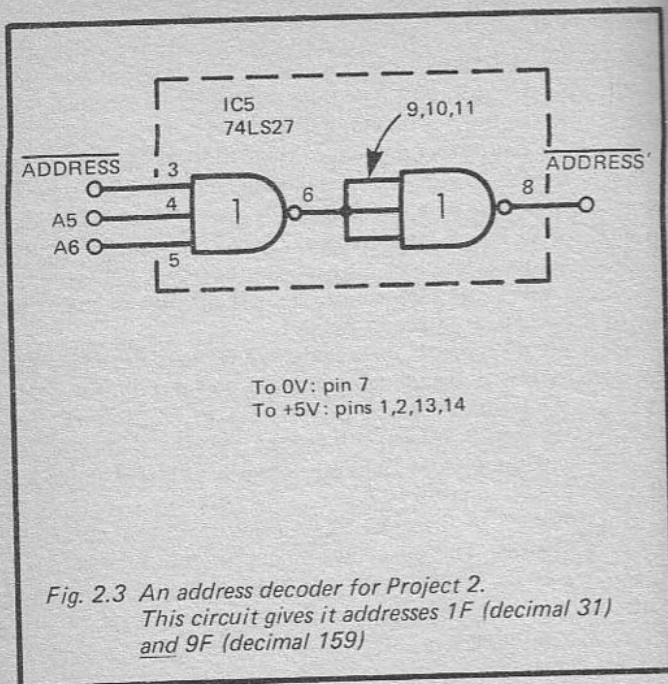 IC5
74LS27
9,10,11
ADDRESS
3
6
8
ADDRESS'
A5
4
1
1
A6
5
To 0V: pin 7
To +5V: pins 1,2,13,14
Fig. 2.3 An address decoder for Project 2.
This circuit gives it addresses 1F (decimal 31)
and 9F (decimal 159)